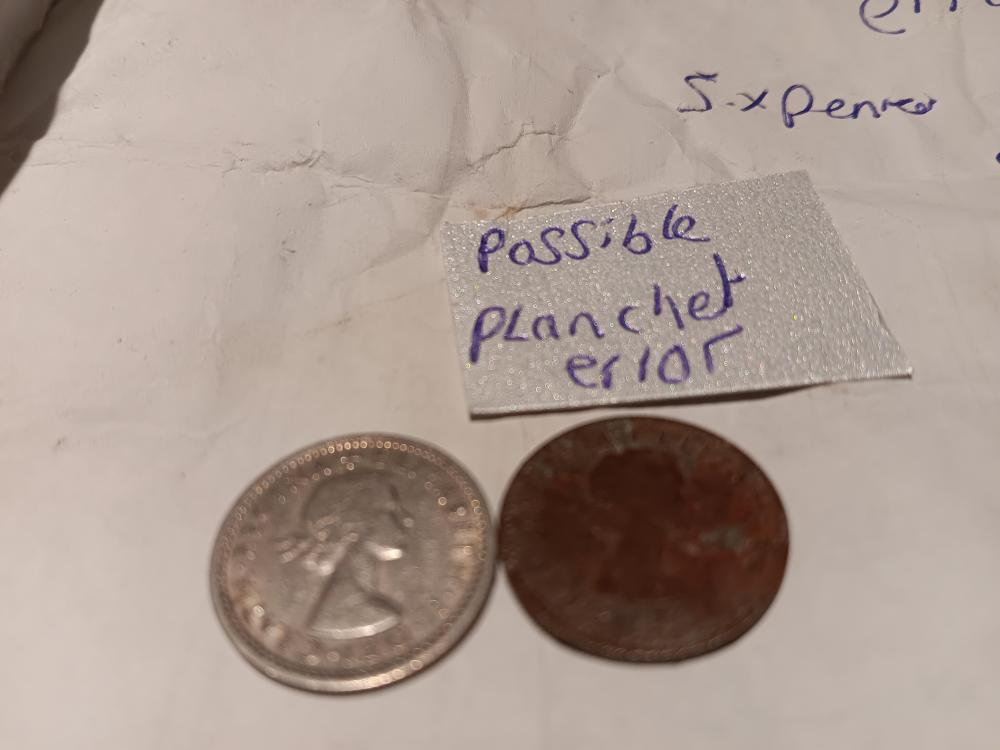 Sixpences
Possible
planchet
error